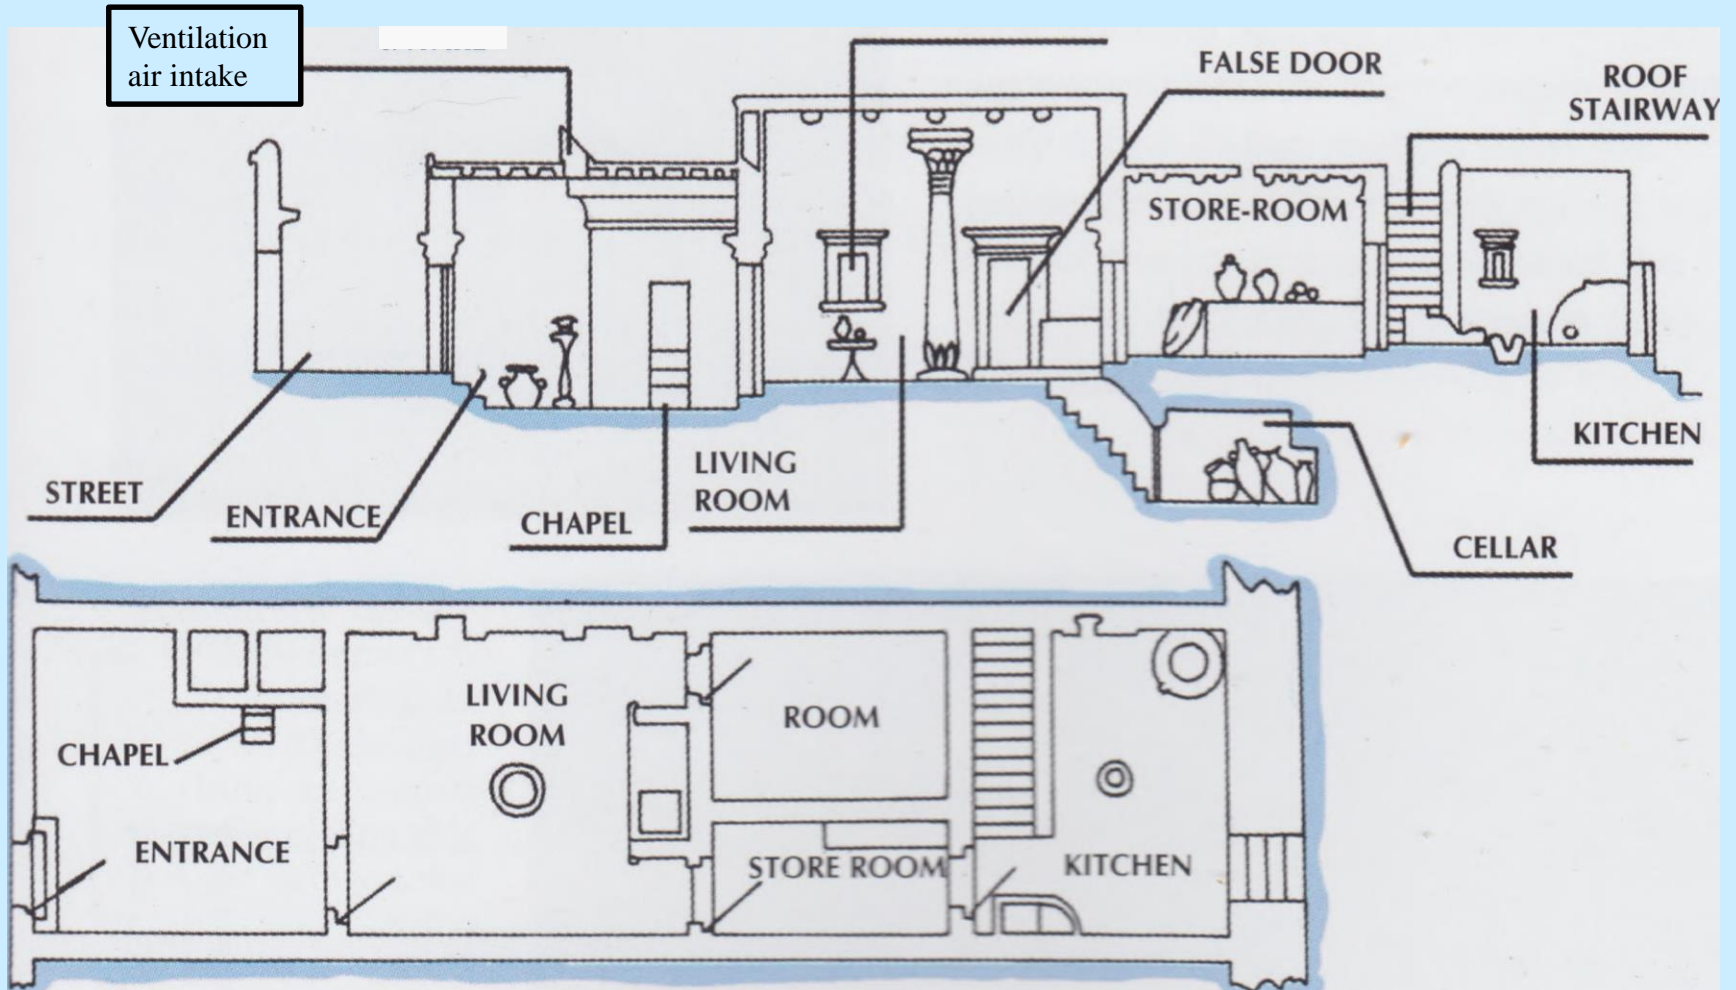 Ventilation
air intake
FALSE DOOR
ROOF
STAIRWAY
STORE-ROOM
STREET
ENTRANCE
CHAPEL
LIVING
ROOM
KITCHEN
CELLAR
LIVING
ROOM
ROOM
CHAPEL
ENTRANCE
STORE ROOM
KITCHEN